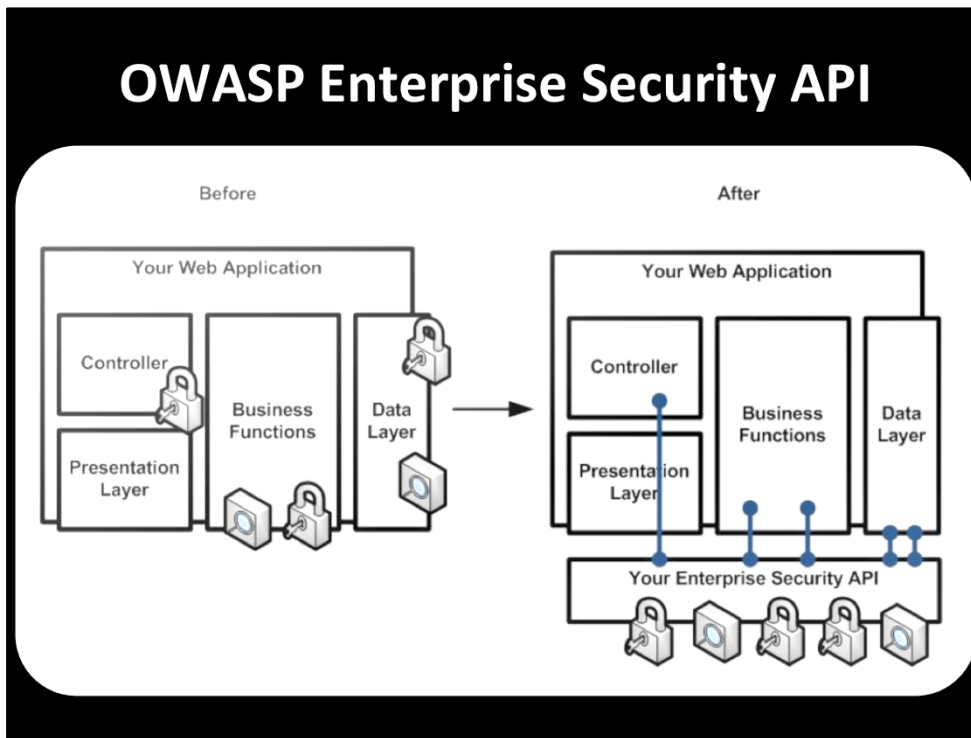 OWASP Enterprise Security API
Before
Your Web Application
Controller
Presentation
Layer
Business
Functions
Data
Layer
After
Your Web Application
Controller
Presentation
Layer
Business
Functions
Data
Layer
Your Enterprise Security API